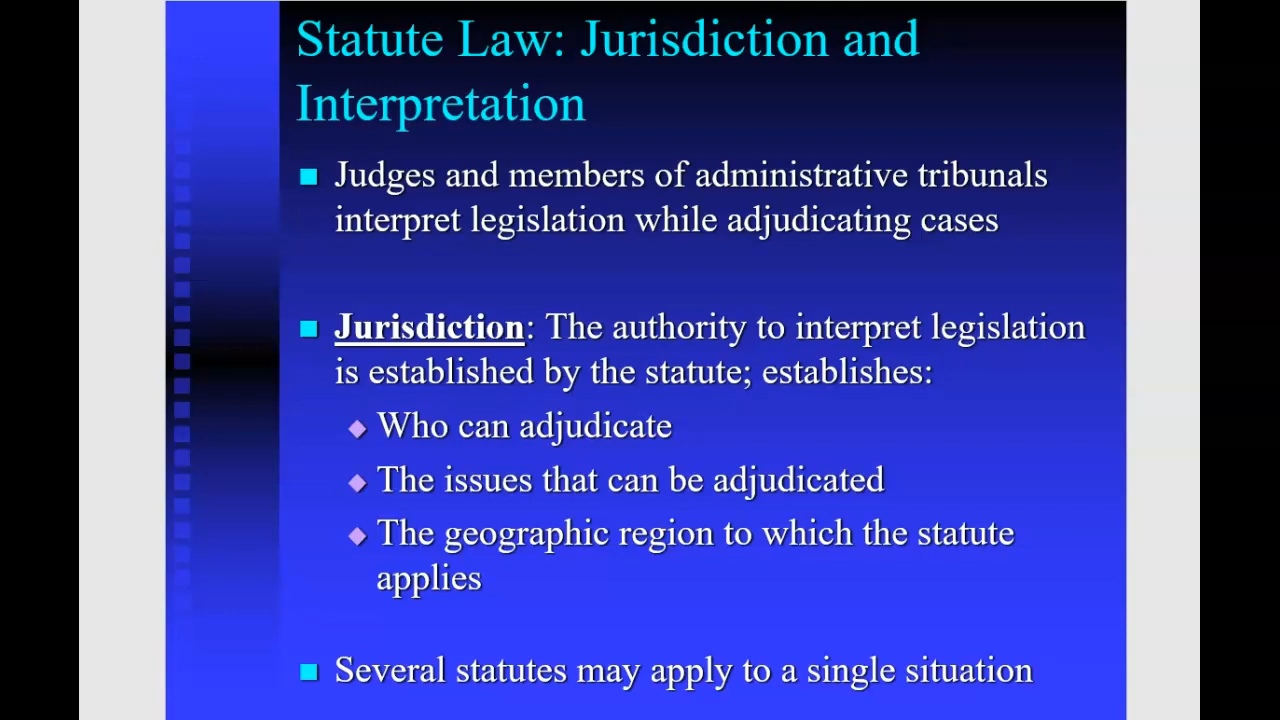 Statute Law: Jurisdiction and
Interpretation
Judges and members of administrative tribunals
interpret legislation while adjudicating cases
Jurisdiction: The authority to interpret legislation
is established by the statute; establishes:
Who can adjudicate
The issues that can be adjudicated
The geographic region to which the statute
applies
Several statutes may apply to a single situation